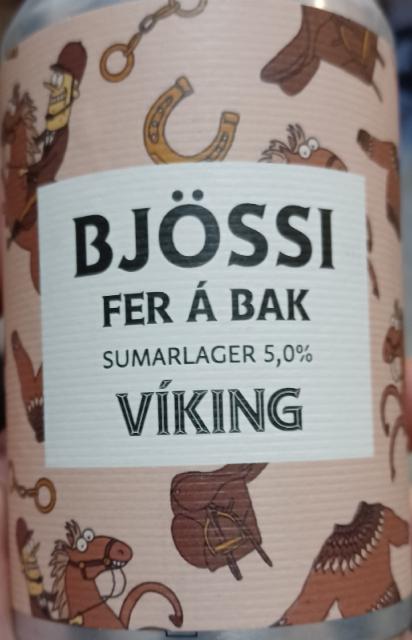 BJÖSSI
FER Á BAK
SUMARLAGER 5,0%
VÍKING